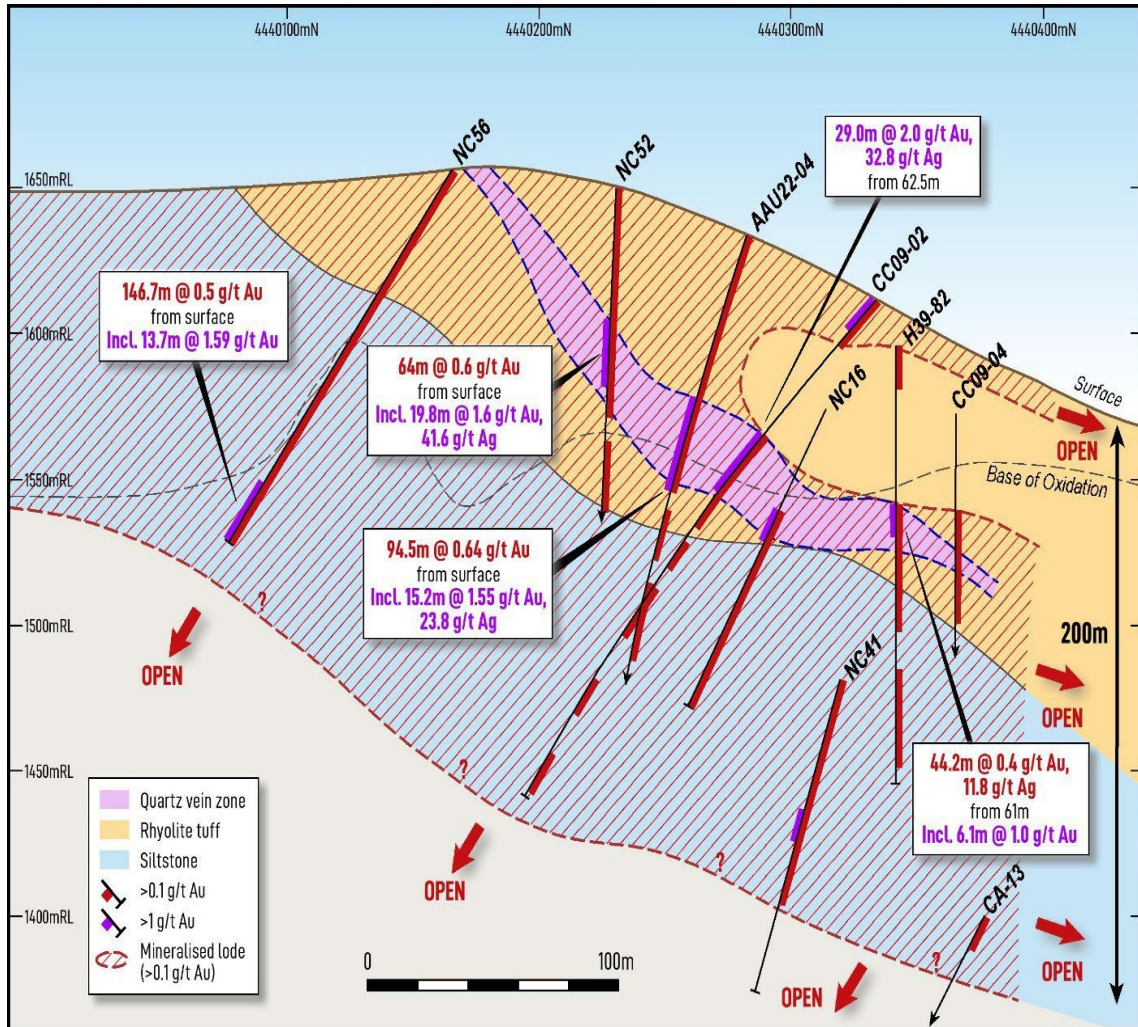 4440100mN
4440200mN
4440300mN
4440400mN
1650mRL
1600mRL
1550mRL
1500mRL
1450mRL
1400mRL
NC56
NC52
AAU22-04
CC09-02
H39-82
NC16
CC09-04
NC41
CA-13
29.0m @ 2.0 g/t Au,
32.8 g/t Ag
from 62.5m
146.7m @ 0.5 g/t Au
from surface
Incl. 13.7m @ 1.59 g/t Au
64m @ 0.6 g/t Au
from surface
Incl. 19.8m @ 1.6 g/t Au,
41.6 g/t Ag
94.5m @ 0.64 g/t Au
from surface
Incl. 15.2m @ 1.55 g/t Au,
23.8 g/t Ag
44.2m @ 0.4 g/t Au,
11.8 g/t Ag
from 61m
Incl. 6.1m @ 1.0 g/t Au
Surface
OPEN
Base of Oxidation
200m
?
OPEN
OPEN
?
OPEN
?
OPEN
?
OPEN
Quartz vein zone
Rhyolite tuff
Siltstone
>0.1 g/t Au
>1 g/t Au
Mineralised lode
(>0.1 g/t Au)
0
100m